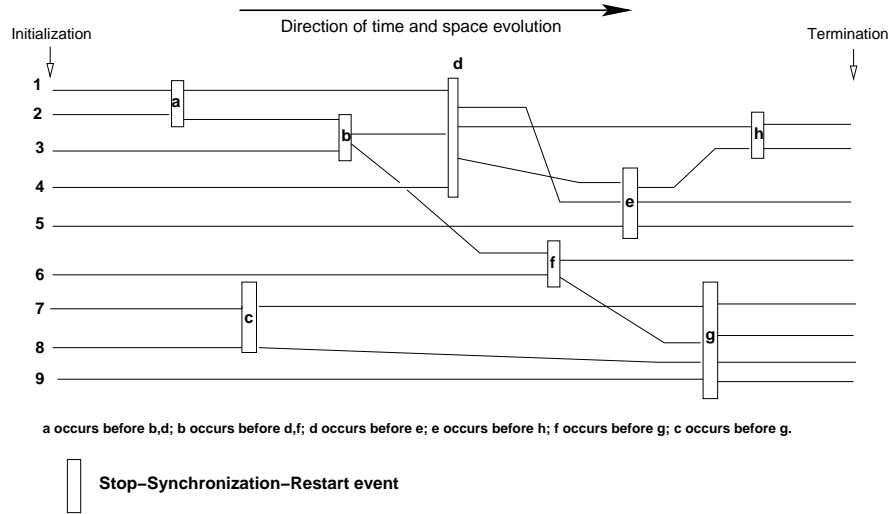 Direction of time and space evolution
Initialization
Termination
d
1
a
2
b
h
3
4
e
5
f
6
7
c
g
8
9
a occurs before b,d; b occurs before d,f; d occurs before e; e occurs before h; f occurs before g; c occurs before g.
Stop–Synchronization–Restart event